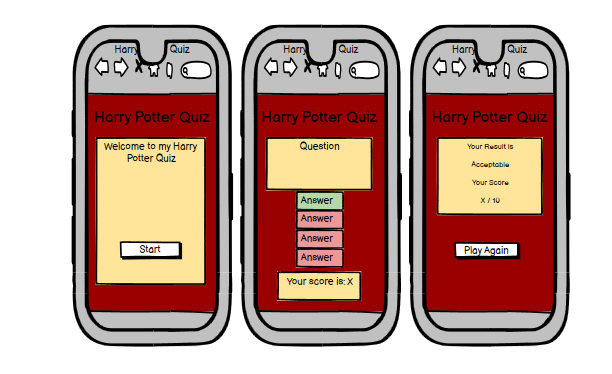 Harry Quiz
Harry Potter Quiz
Welcome to my Harry
Potter Quiz
Start
Harry Quiz
Harry Potter Quiz
Question
Answer
Answer
Answer
Answer
Your score is: X
Harry Quiz
Harry Potter Quiz
Your Result is
Acceptable
Your Score
X / 10
Play Again